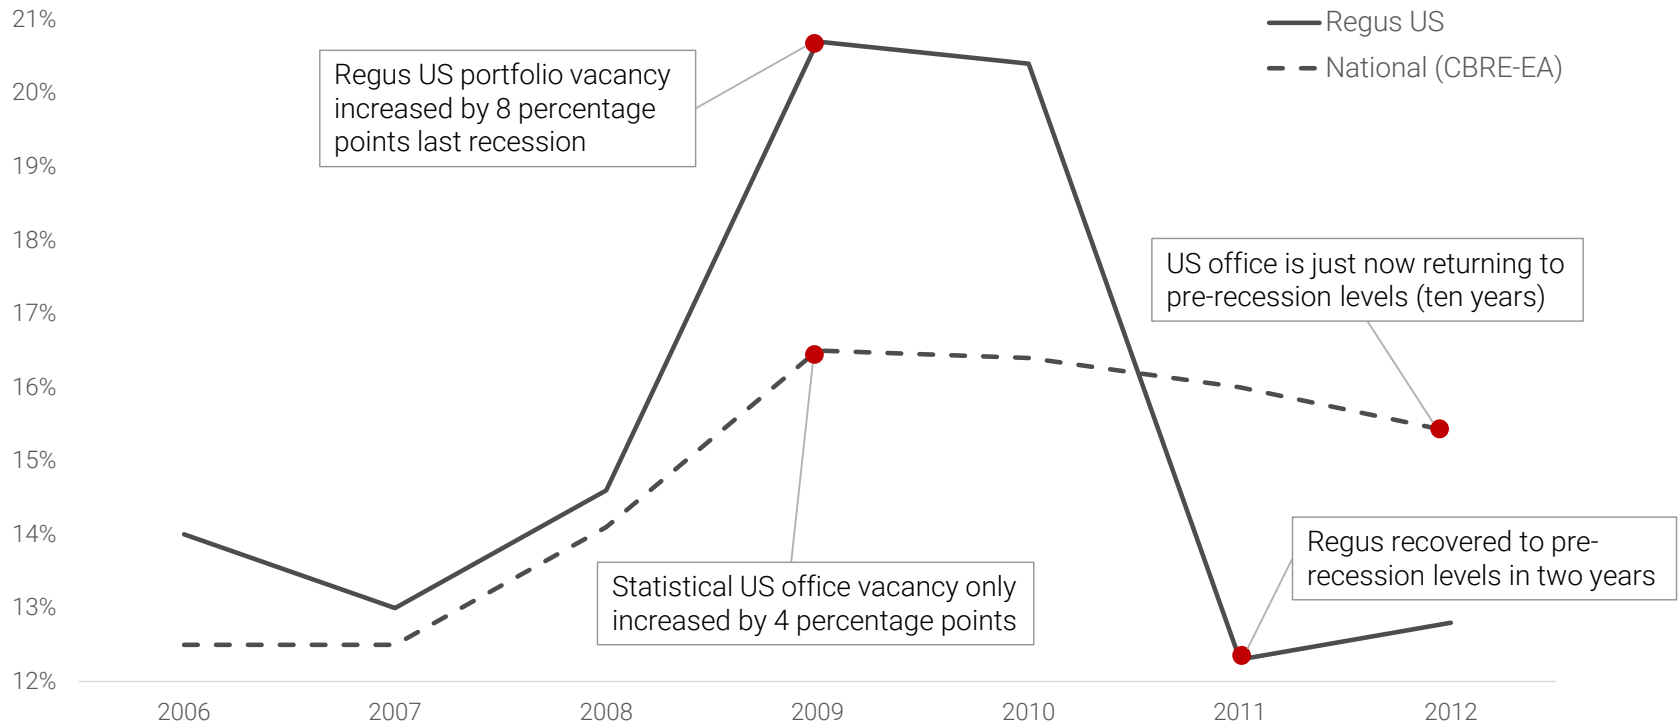 21%
20%
19%
18%
17%
16%
15%
14%
13%
12%
Regus US
National (CBRE-EA)
Regus US portfolio vacancy
increased by 8 percentage
points last recession
US office is just now returning to
pre-recession levels (ten years)
Statistical US office vacancy only
increased by 4 percentage points
Regus recovered to pre-
recession levels in two years
2006 2007 2008 2009 2010 2011 2012